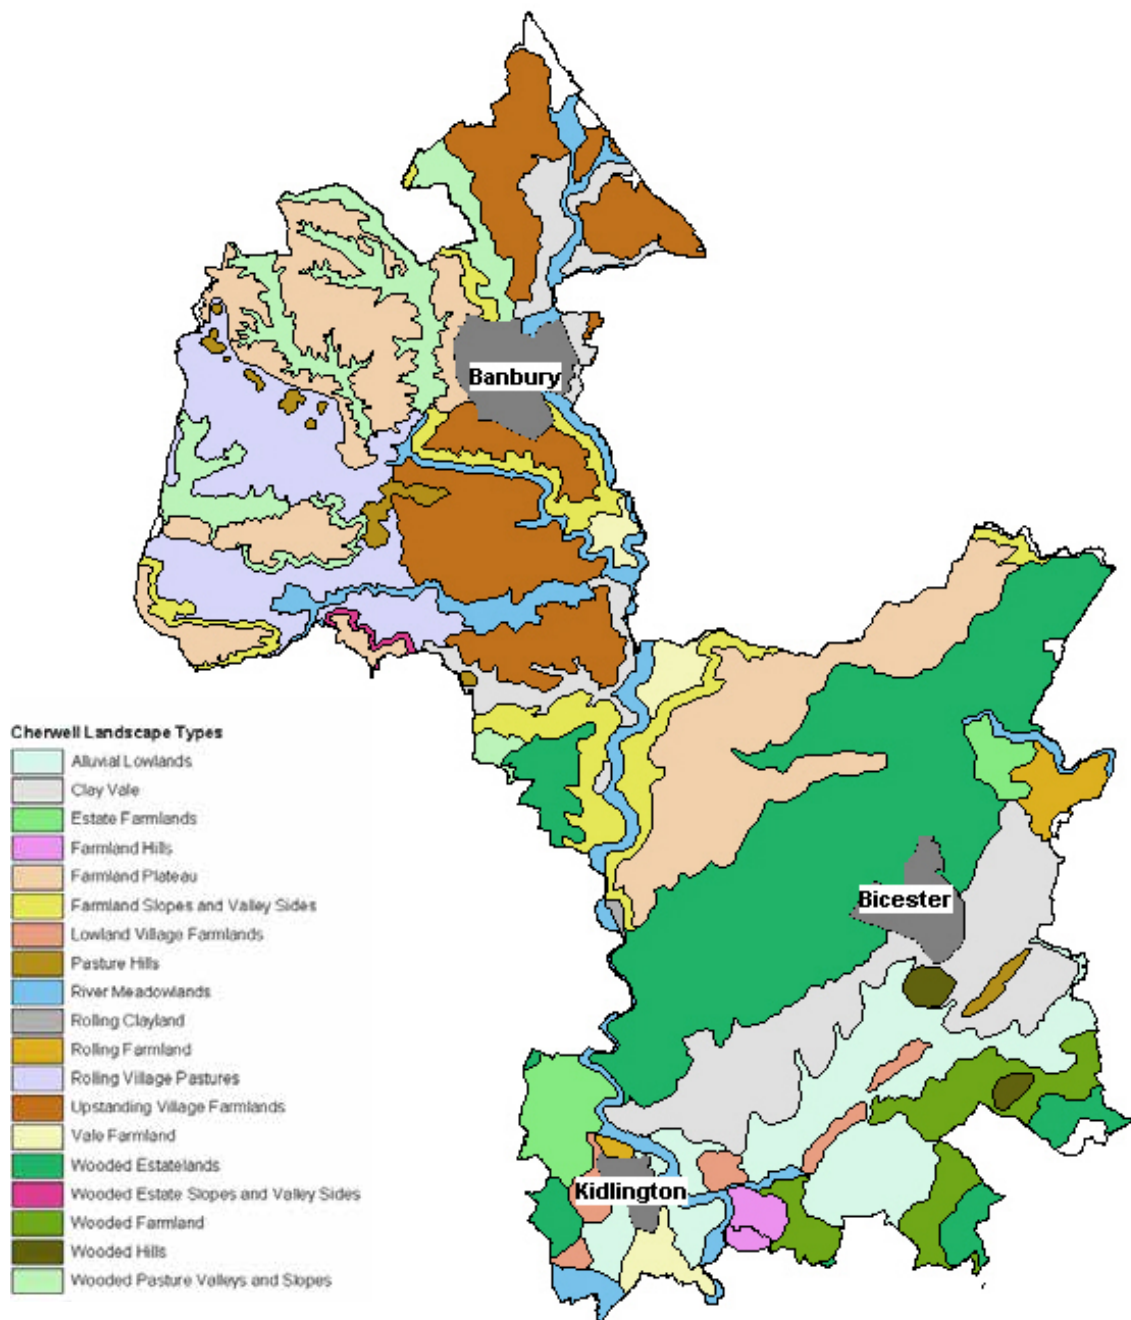 Banbury
Bicester
Kidlington
Cherwell Landscape Types
Alluvial Lowlands
Clay Vale
Estate Farmlands
Farmland Hills
Farmland Plateau
Farmland Slopes and Valley Sides
Lowland Village Farmlands
Pasture Hills
River Meadowlands
Rolling Clayland
Rolling Farmland
Rolling Village Pastures
Upstanding Village Farmlands
Vale Farmland
Wooded Estatelands
Wooded Estate Slopes and Valley Sides
Wooded Farmland
Wooded Hills
Wooded Pasture Valleys and Slopes